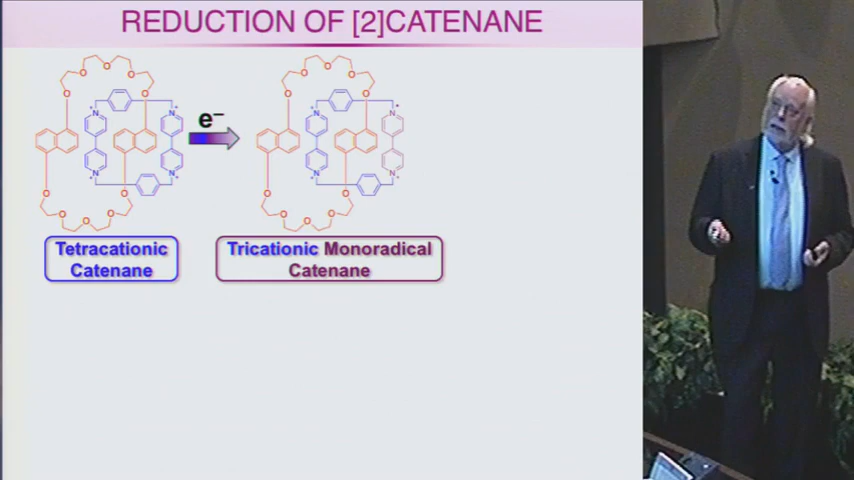 REDUCTION OF [2]CATENANE
e⁻
Tetracationic
Catenane
Tricationic Monoradical
Catenane